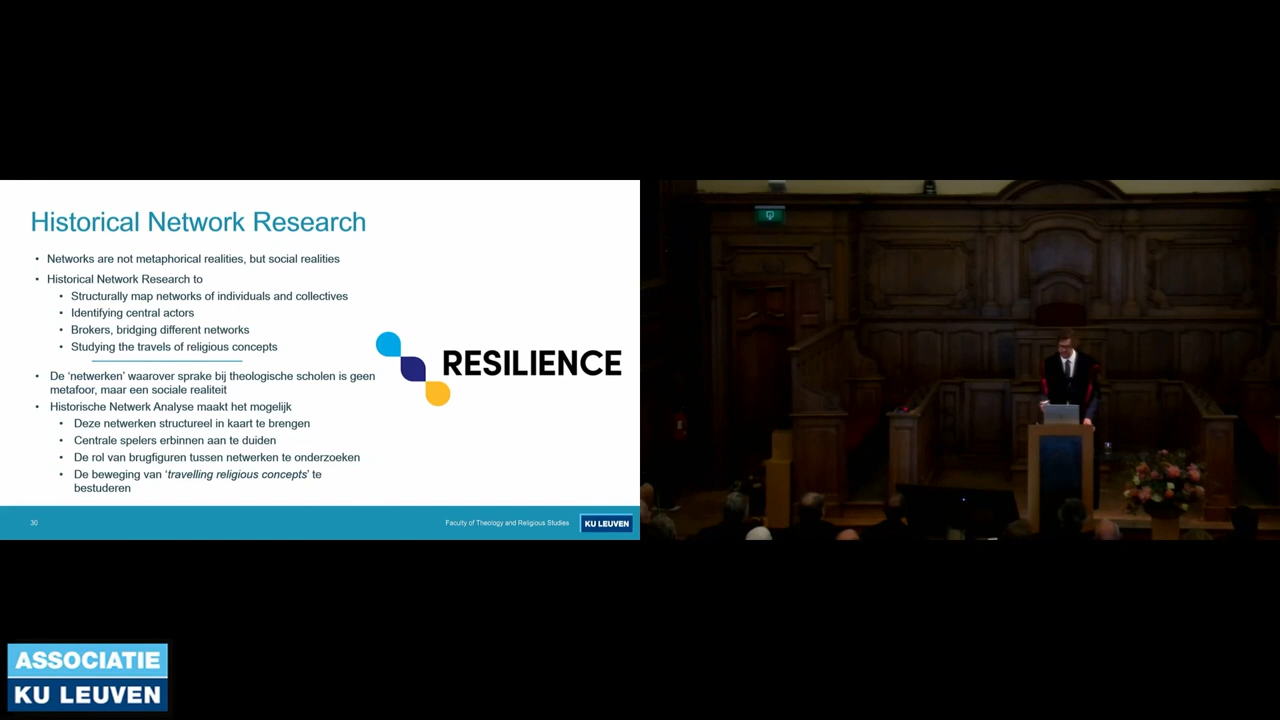 Historical Network Research
• Networks are not metaphorical realities, but social realities
• Historical Network Research to
• Structurally map networks of individuals and collectives
• Identifying central actors
• Brokers, bridging different networks
• Studying the travels of religious concepts
• De ‘netwerken’ waarover sprake bij theologische scholen is geen
metafoor, maar een sociale realiteit
• Historische Netwerk Analyse maakt het mogelijk
• Deze netwerken structureel in kaart te brengen
• Centrale spelers erbinnen aan te duiden
• De rol van brugfiguren tussen netwerken te onderzoeken
• De beweging van ‘travelling religious concepts’ te
bestuderen
RESILIENCE
30
Faculty of Theology and Religious Studies
KU LEUVEN
ASSOCIATIE
KU LEUVEN